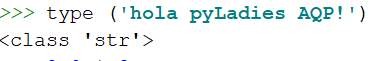 >>> type ('hola pyLadies AQP!')
<class 'str'>